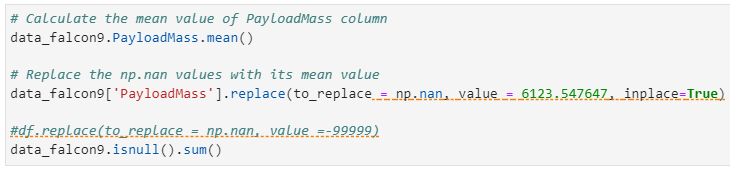 # Calculate the mean value of PayloadMass column
data_falcon9.PayloadMass.mean()
# Replace the np.nan values with its mean value
data_falcon9['PayloadMass'].replace(to_replace = np.nan, value = 6123.547647, inplace=True)
#df.replace(to_replace = np.nan, value =-99999)
data_falcon9.isnull().sum()